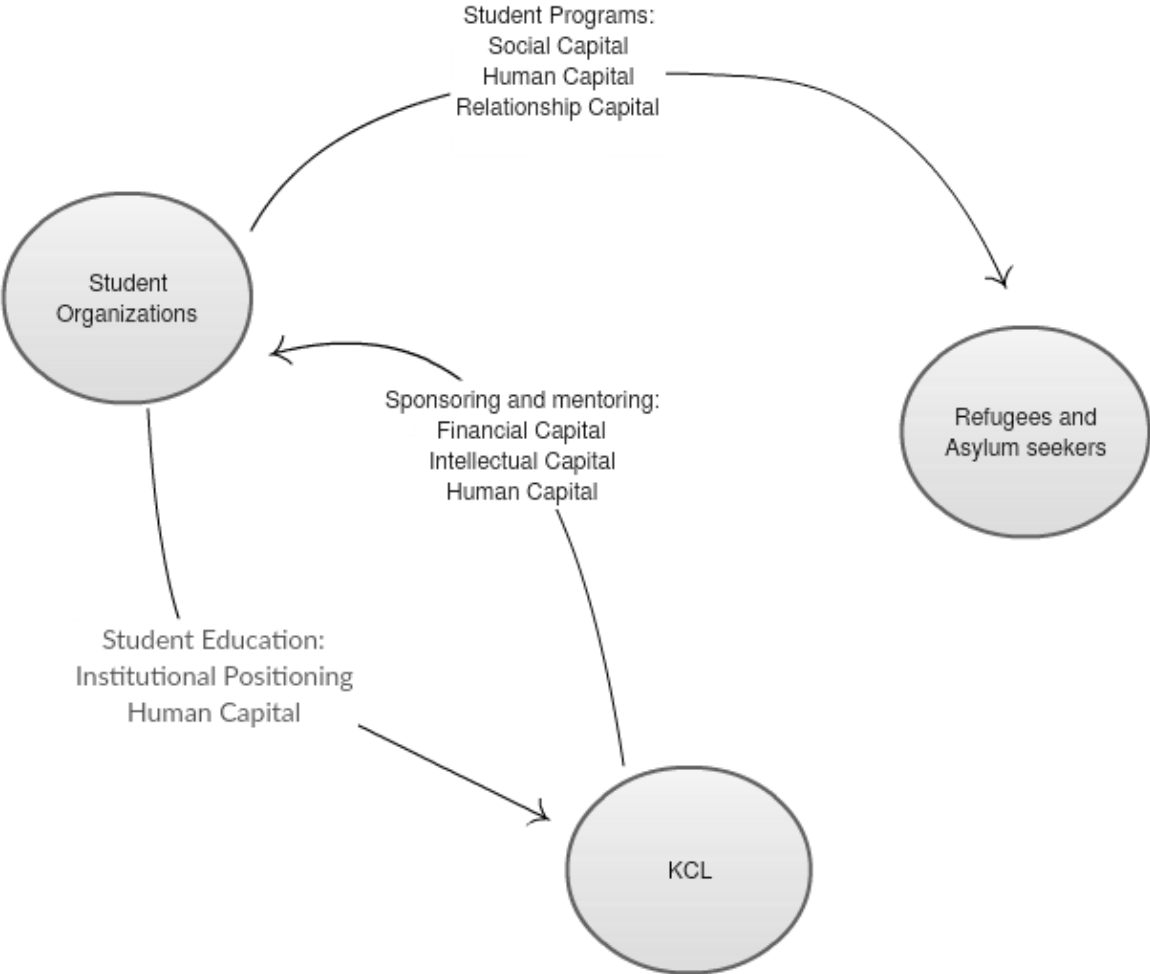 Student Programs:
Social Capital
Human Capital
Relationship Capital
Student
Organizations
Sponsoring and mentoring:
Financial Capital
Intellectual Capital
Human Capital
Refugees and
Asylum seekers
Student Education:
Institutional Positioning
Human Capital
KCL